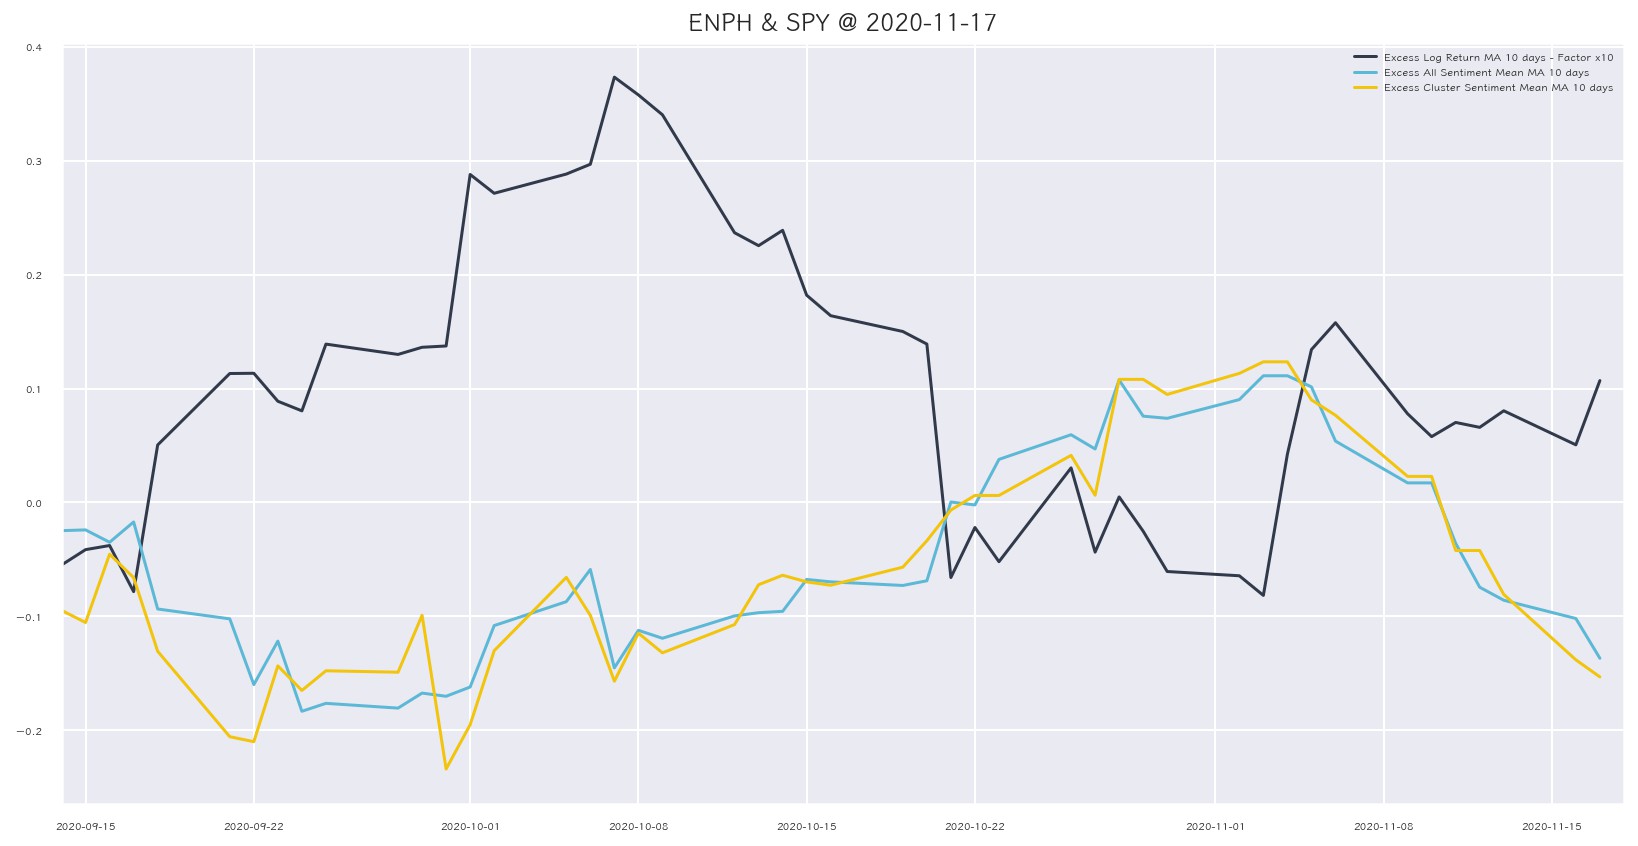 ENPH & SPY @ 2020-11-17
Excess Log Return MA 10 days - Factor x10
Excess All Sentiment Mean MA 10 days
Excess Cluster Sentiment Mean MA 10 days
0.4
0.3
0.2
0.1
0.0
−0.1
−0.2
2020-09-15 2020-09-22 2020-10-01 2020-10-08 2020-10-15 2020-10-22 2020-11-01 2020-11-08 2020-11-15